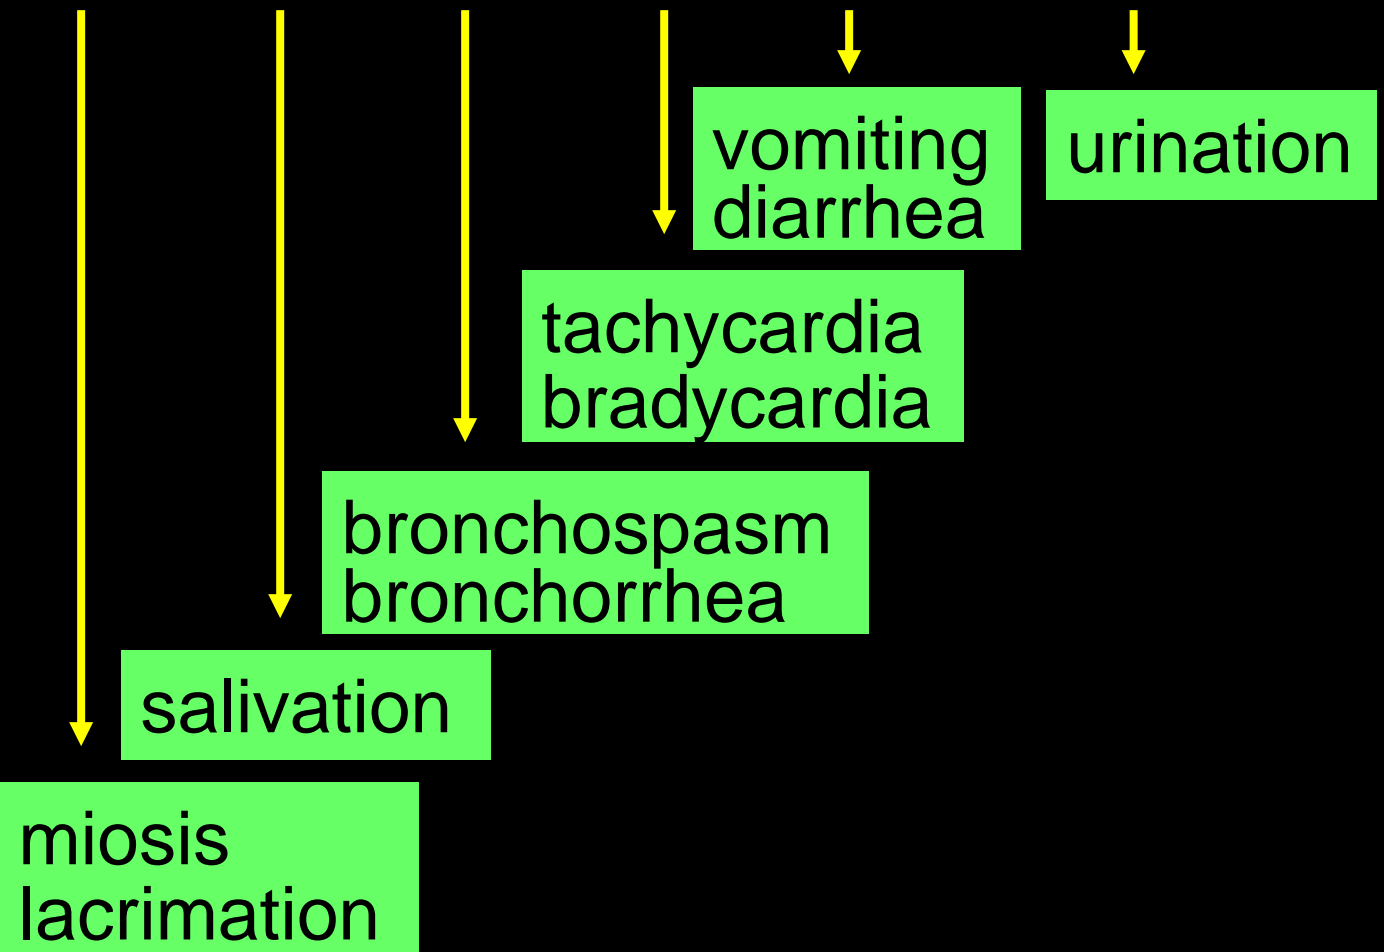 vomiting
diarrhea
urination
tachycardia
bradycardia
bronchospasm
bronchorrhea
salivation
miosis
lacrimation